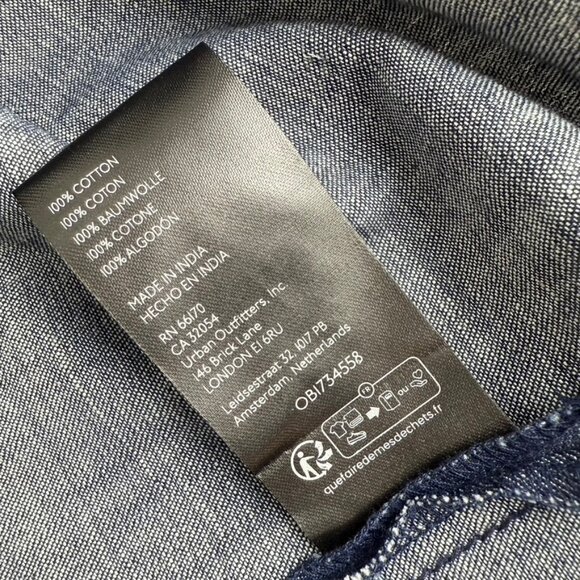 100% COTTON
100% COTON
100% BAUMWOLLE
100% COTONE
100% ALGODÓN
MADE IN INDIA
HECHO EN INDIA
RN 66170
CA 32054
Urban Outfitters, Inc.
146 Brick Lane
LONDON E1 6RU
Leidsestraat 32, 1017 PB
Amsterdam, Netherlands
OB1734558
FR
OU
quefairedemesdechets.fr